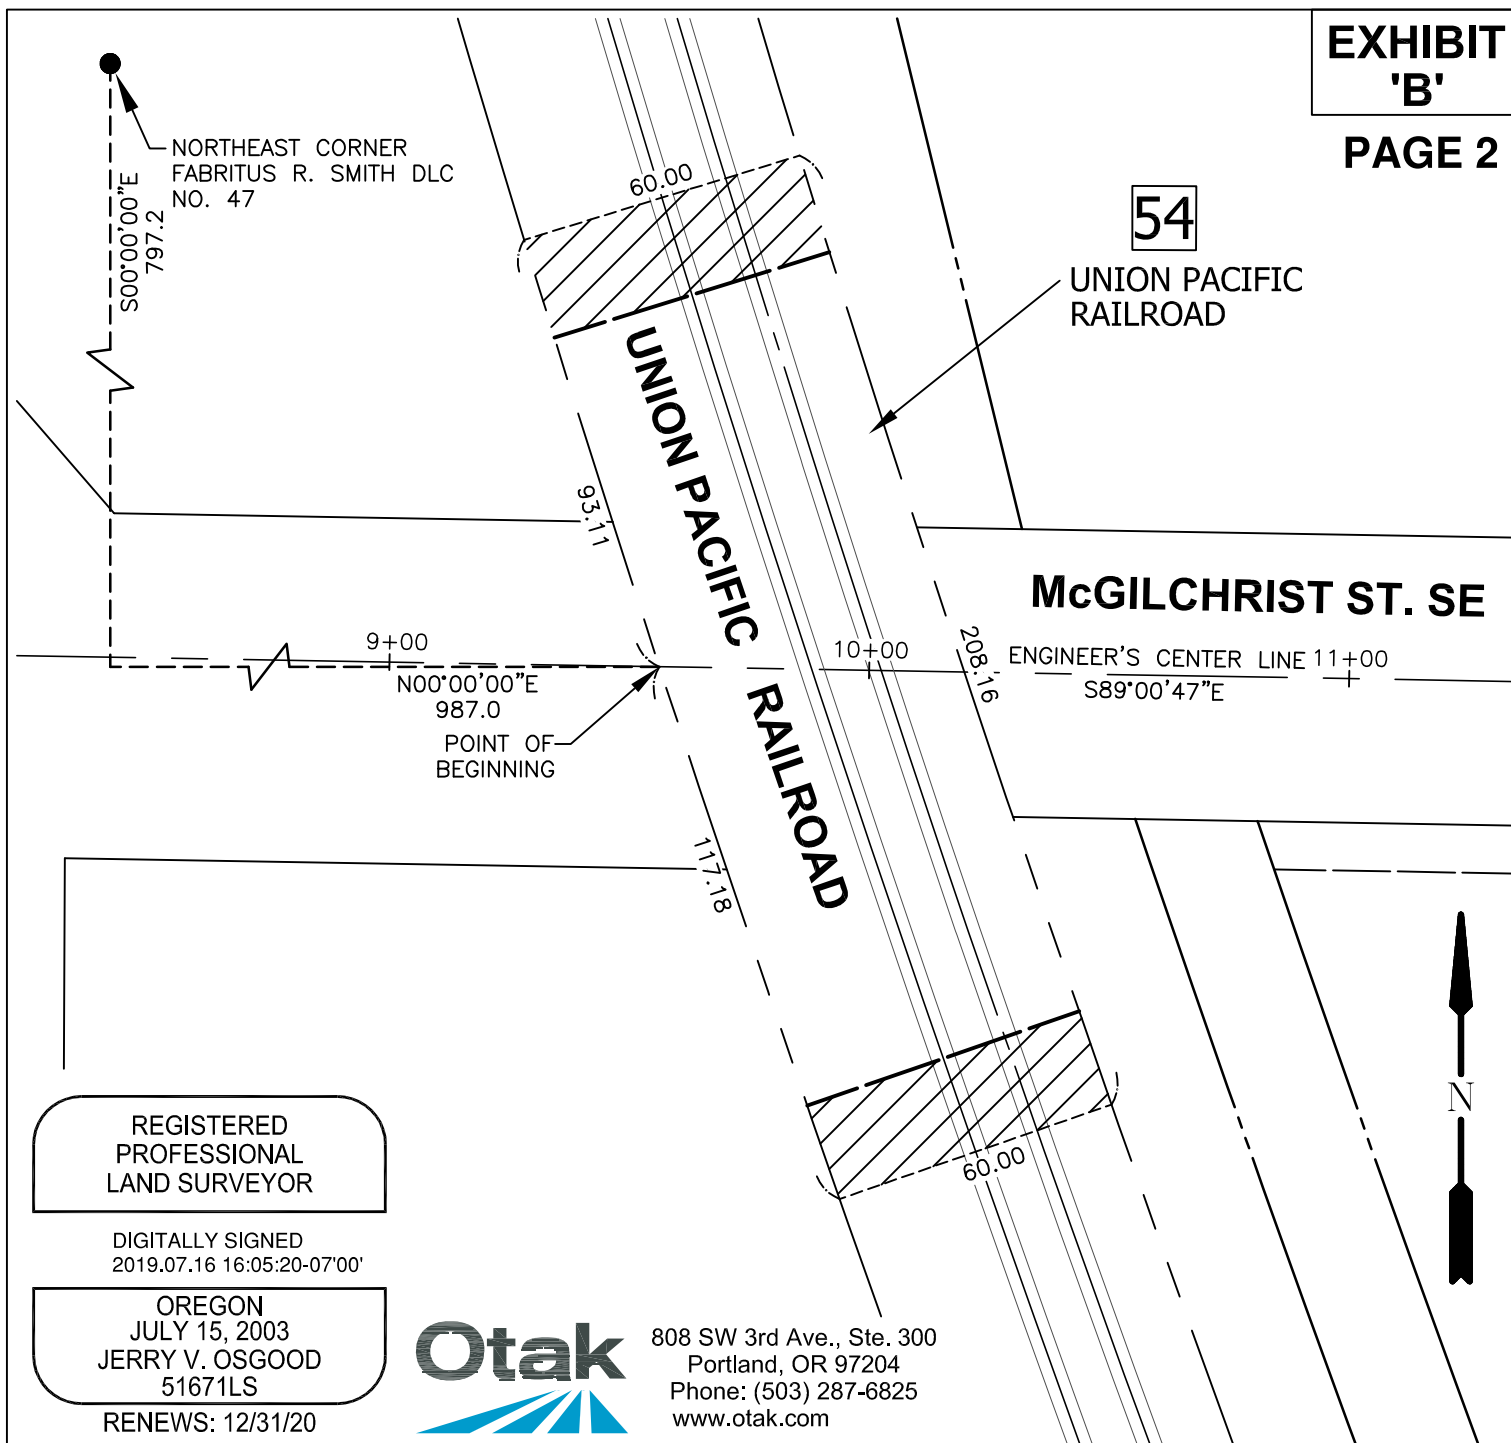 EXHIBIT
'B'
PAGE 2
NORTHEAST CORNER
FABRITUS R. SMITH DLC
NO. 47
S00°00'00"E
797.2
60.00
54
UNION PACIFIC
RAILROAD
UNION PACIFIC RAILROAD
93.11
McGILCHRIST ST. SE
9+00
10+00
208.16
ENGINEER'S CENTER LINE 11+00
S89°00'47"E
N00°00'00"E
987.0
POINT OF
BEGINNING
117.18
60.00
N
REGISTERED
PROFESSIONAL
LAND SURVEYOR
DIGITALLY SIGNED
2019.07.16 16:05:20-07'00'
OREGON
JULY 15, 2003
JERRY V. OSGOOD
51671LS
RENEWS: 12/31/20
Otak
808 SW 3rd Ave., Ste. 300
Portland, OR 97204
Phone: (503) 287-6825
www.otak.com